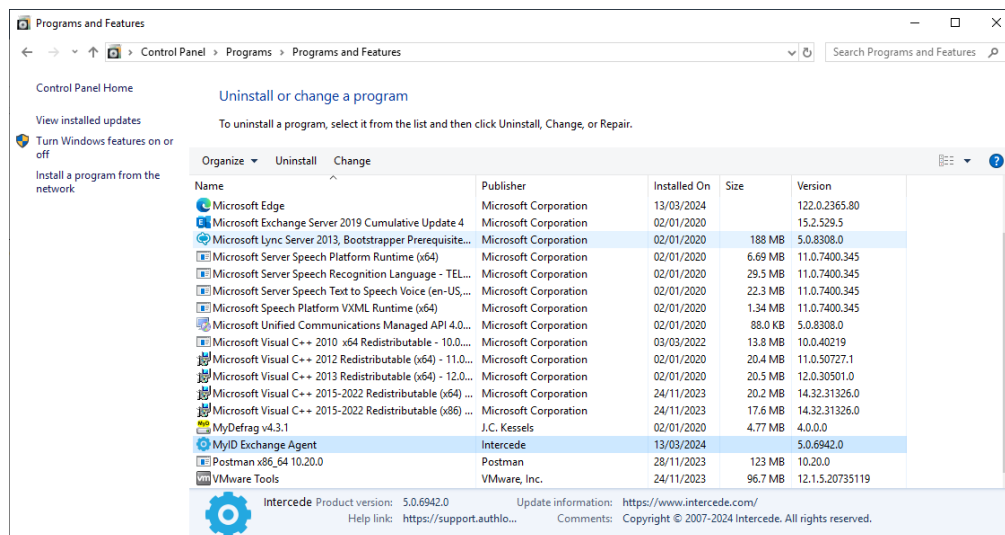 Programs and Features
Control Panel > Programs > Programs and Features
Search Programs and Features
Control Panel Home
View installed updates
Turn Windows features on or
off
Install a program from the
network
Uninstall or change a program
To uninstall a program, select it from the list and then click Uninstall, Change, or Repair.
Organize Uninstall Change
Name Publisher Installed On Size Version
Microsoft Edge Microsoft Corporation 13/03/2024 122.0.2365.80
Microsoft Exchange Server 2019 Cumulative Update 4 Microsoft Corporation 02/01/2020 15.2.529.5
Microsoft Lync Server 2013, Bootstrapper Prerequisite... Microsoft Corporation 02/01/2020 188 MB 5.0.8308.0
Microsoft Server Speech Platform Runtime (x64) Microsoft Corporation 02/01/2020 6.69 MB 11.0.7400.345
Microsoft Server Speech Recognition Language - TEL... Microsoft Corporation 02/01/2020 29.5 MB 11.0.7400.345
Microsoft Server Speech Text to Speech Voice (en-US,... Microsoft Corporation 02/01/2020 22.3 MB 11.0.7400.345
Microsoft Speech Platform VXML Runtime (x64) Microsoft Corporation 02/01/2020 1.34 MB 11.0.7400.345
Microsoft Unified Communications Managed API 4.0... Microsoft Corporation 02/01/2020 88.0 KB 5.0.8308.0
Microsoft Visual C++ 2010 x64 Redistributable - 10.0.... Microsoft Corporation 03/03/2022 13.8 MB 10.0.40219
Microsoft Visual C++ 2012 Redistributable (x64) - 11.0... Microsoft Corporation 02/01/2020 20.4 MB 11.0.50727.1
Microsoft Visual C++ 2013 Redistributable (x64) - 12.0... Microsoft Corporation 02/01/2020 20.5 MB 12.0.30501.0
Microsoft Visual C++ 2015-2022 Redistributable (x64) ... Microsoft Corporation 24/11/2023 20.2 MB 14.32.31326.0
Microsoft Visual C++ 2015-2022 Redistributable (x86) ... Microsoft Corporation 24/11/2023 17.6 MB 14.32.31326.0
MyDefrag v4.3.1 J.C. Kessels 02/01/2020 4.77 MB 4.0.0.0
MyID Exchange Agent Intercede 13/03/2024 5.0.6942.0
Postman x86_64 10.20.0 Postman 28/11/2023 123 MB 10.20.0
VMware Tools VMware, Inc. 24/11/2023 96.7 MB 12.1.5.20735119
Intercede Product version: 5.0.6942.0 Update information: https://www.intercede.com/
Help link: https://support.authlo... Comments: Copyright © 2007-2024 Intercede. All rights reserved.